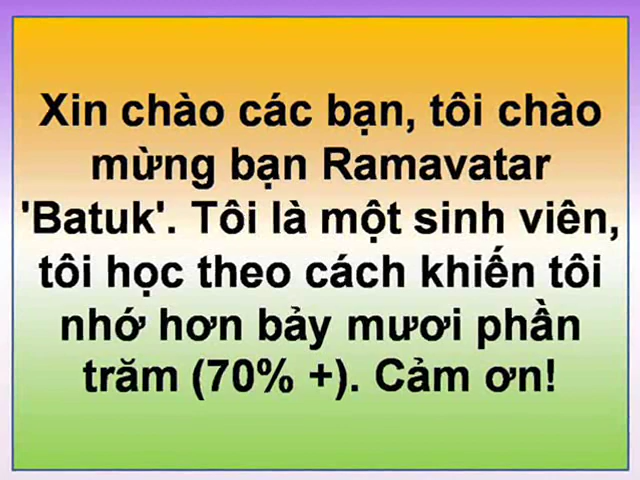 Xin chào các bạn, tôi chào
mừng bạn Ramavatar
'Batuk'. Tôi là một sinh viên,
tôi học theo cách khiến tôi
nhớ hơn bảy mươi phần
trăm (70% +). Cảm ơn!